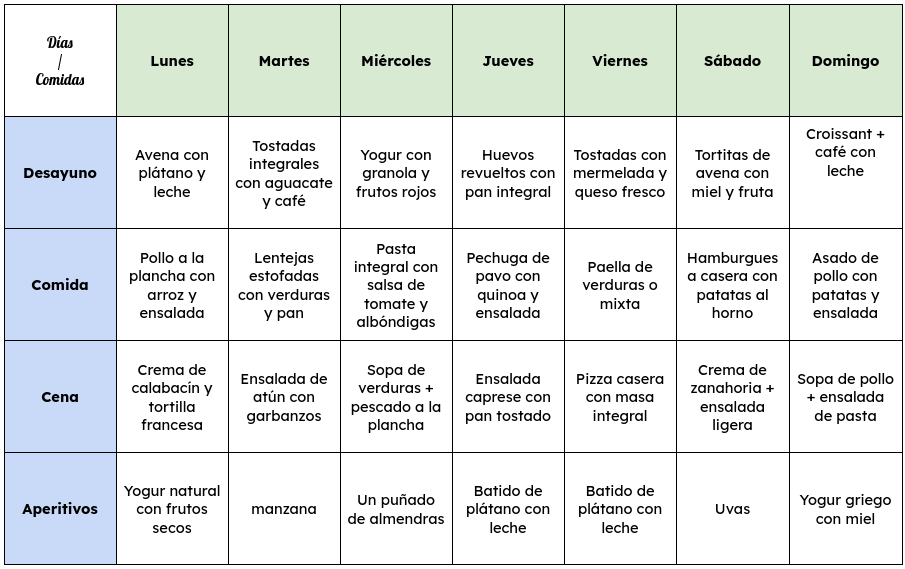 Días
/
Comidas
Lunes
Martes
Miércoles
Jueves
Viernes
Sábado
Domingo
Desayuno
Avena con
plátano y
leche
Tostadas
integrales
con aguacate
y café
Yogur con
granola y
frutos rojos
Huevos
revueltos con
pan integral
Tostadas con
mermelada y
queso fresco
Tortitas de
avena con
miel y fruta
Croissant +
café con
leche
Comida
Pollo a la
plancha con
arroz y
ensalada
Lentejas
estofadas
con verduras
y pan
Pasta
integral con
salsa de
tomate y
albóndigas
Pechuga de
pavo con
quinoa y
ensalada
Paella de
verduras o
mixta
Hamburgues
a casera con
patatas al
horno
Asado de
pollo con
patatas y
ensalada
Cena
Crema de
calabacín y
tortilla
francesa
Ensalada de
atún con
garbanzos
Sopa de
verduras +
pescado a la
plancha
Ensalada
caprese con
pan tostado
Pizza casera
con masa
integral
Crema de
zanahoria +
ensalada
ligera
Sopa de pollo
+ ensalada
de pasta
Aperitivos
Yogur natural
con frutos
secos
manzana
Un puñado
de almendras
Batido de
plátano con
leche
Batido de
plátano con
leche
Uvas
Yogur griego
con miel